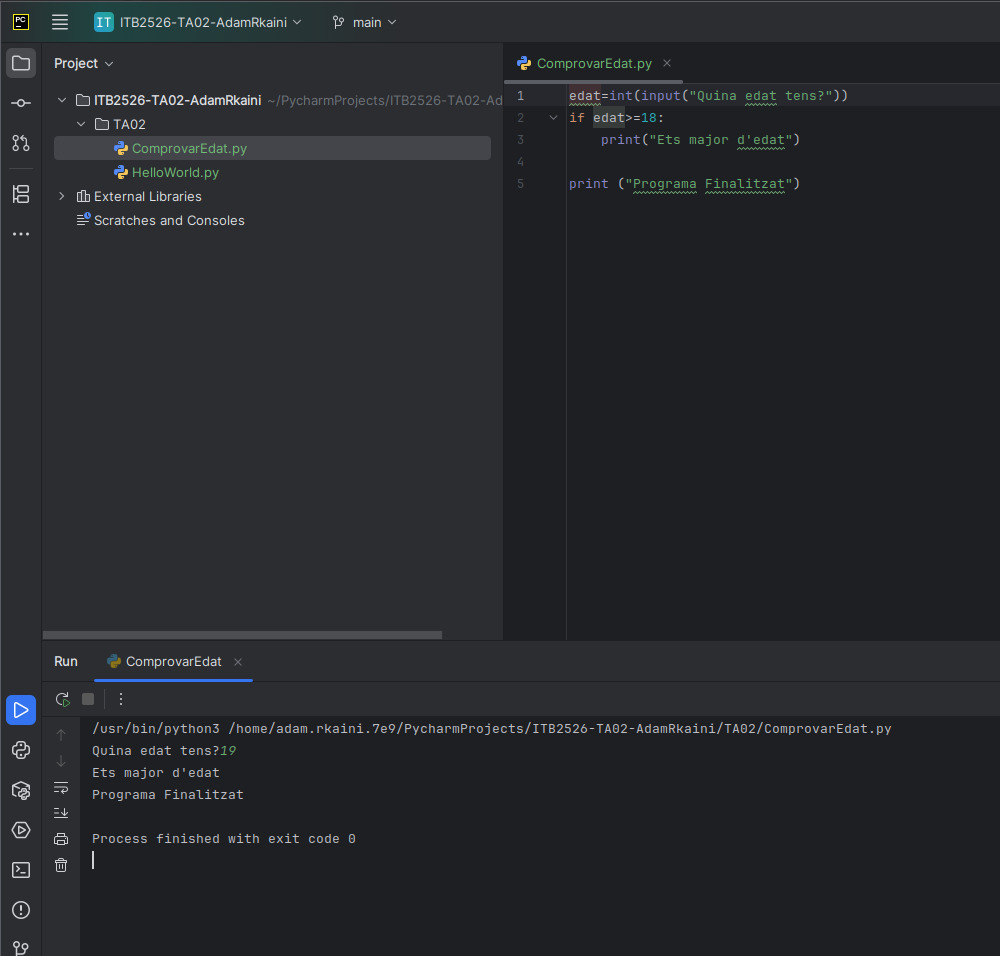 PC
IT ITB2526-TA02-AdamRkaini main
Project
ITB2526-TA02-AdamRkaini ~/PycharmProjects/ITB2526-TA02-Ad
TA02
ComprovarEdat.py
HelloWorld.py
External Libraries
Scratches and Consoles
ComprovarEdat.py
1 edat=int(input("Quina edat tens?"))
2 if edat>=18:
3 print("Ets major d'edat")
4
5 print ("Programa Finalitzat")
Run ComprovarEdat
/usr/bin/python3 /home/adam.rkaini.7e9/PycharmProjects/ITB2526-TA02-AdamRkaini/TA02/ComprovarEdat.py
Quina edat tens?19
Ets major d'edat
Programa Finalitzat
Process finished with exit code 0